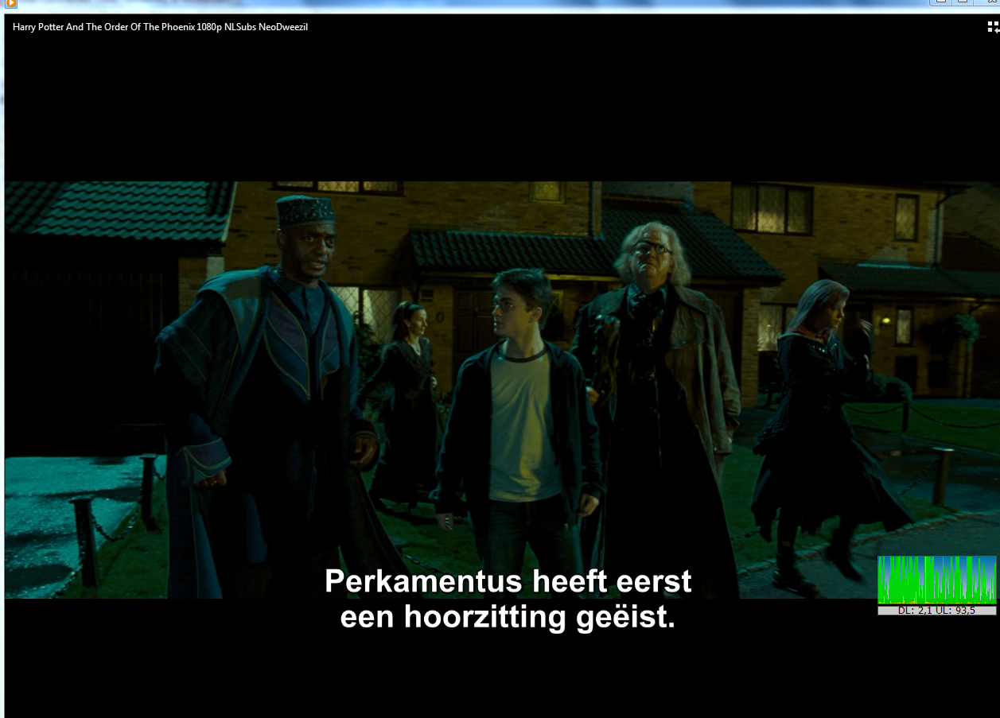 Harry Potter And The Order Of The Phoenix 1080p NLSubs NeoDweezil
Perkamentus heeft eerst
een hoorzitting geëist.
DL: 2,1 UL: 93,5